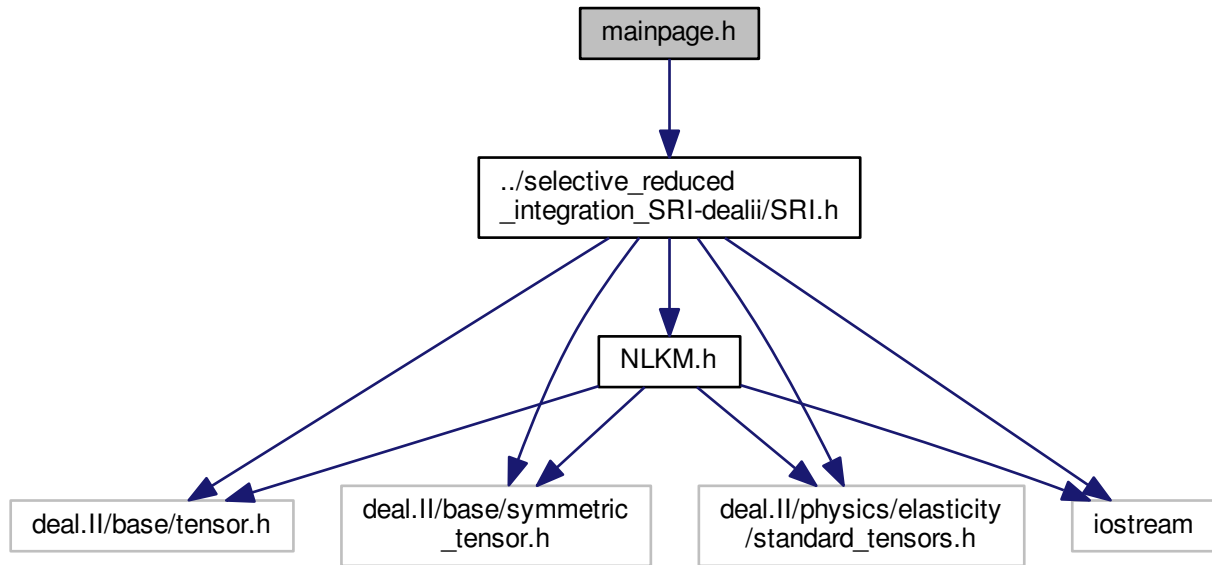 mainpage.h
../selective_reduced
_integration_SRI-dealii/SRI.h
NLKM.h
deal.II/base/tensor.h
deal.II/base/symmetric
_tensor.h
deal.II/physics/elasticity
/standard_tensors.h
iostream